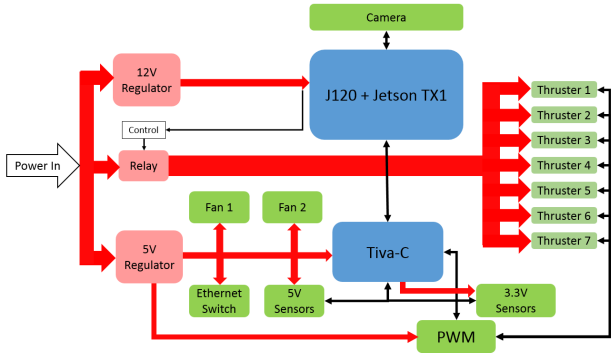 Camera
12V
Regulator
J120 + Jetson TX1
Thruster 1
Thruster 2
Control
Thruster 3
Power In
Relay
Thruster 4
Thruster 5
Fan 1
Fan 2
Thruster 6
5V
Regulator
Tiva-C
Thruster 7
Ethernet
Switch
5V
Sensors
3.3V
Sensors
PWM